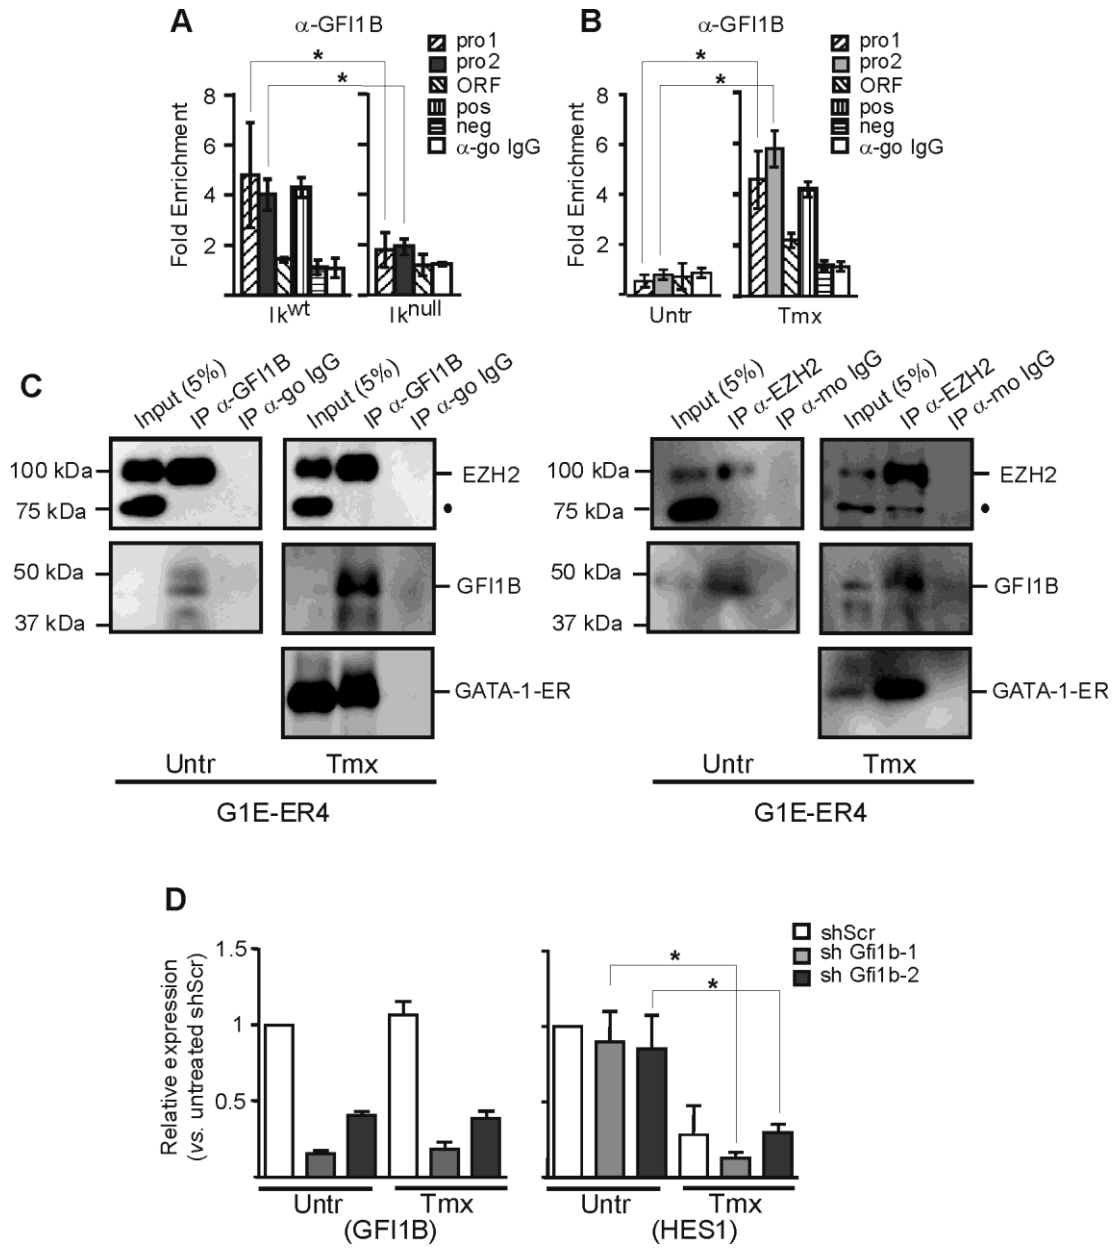 A
α-GFI1B
pro1
pro2
ORF
pos
neg
α-go IgG
*
*
Fold Enrichment
8
6
4
2
Ikwt
Iknull
B
α-GFI1B
pro1
pro2
ORF
pos
neg
α-go IgG
*
*
Fold Enrichment
8
6
4
2
Untr
Tmx
C
Input (5%)
IP α-GFI1B
IP α-go IgG
Input (5%)
IP α-GFI1B
IP α-go IgG
100 kDa
75 kDa
EZH2
50 kDa
37 kDa
GFI1B
GATA-1-ER
Untr
Tmx
G1E-ER4
Input (5%)
IP α-EZH2
IP α-mo IgG
Input (5%)
IP α-EZH2
IP α-mo IgG
100 kDa
75 kDa
EZH2
50 kDa
37 kDa
GFI1B
GATA-1-ER
Untr
Tmx
G1E-ER4
D
shScr
sh Gfi1b-1
sh Gfi1b-2
*
*
Relative expression
(vs. untreated shScr)
1.5
1
0.5
Untr
Tmx
(GFI1B)
Untr
Tmx
(HES1)